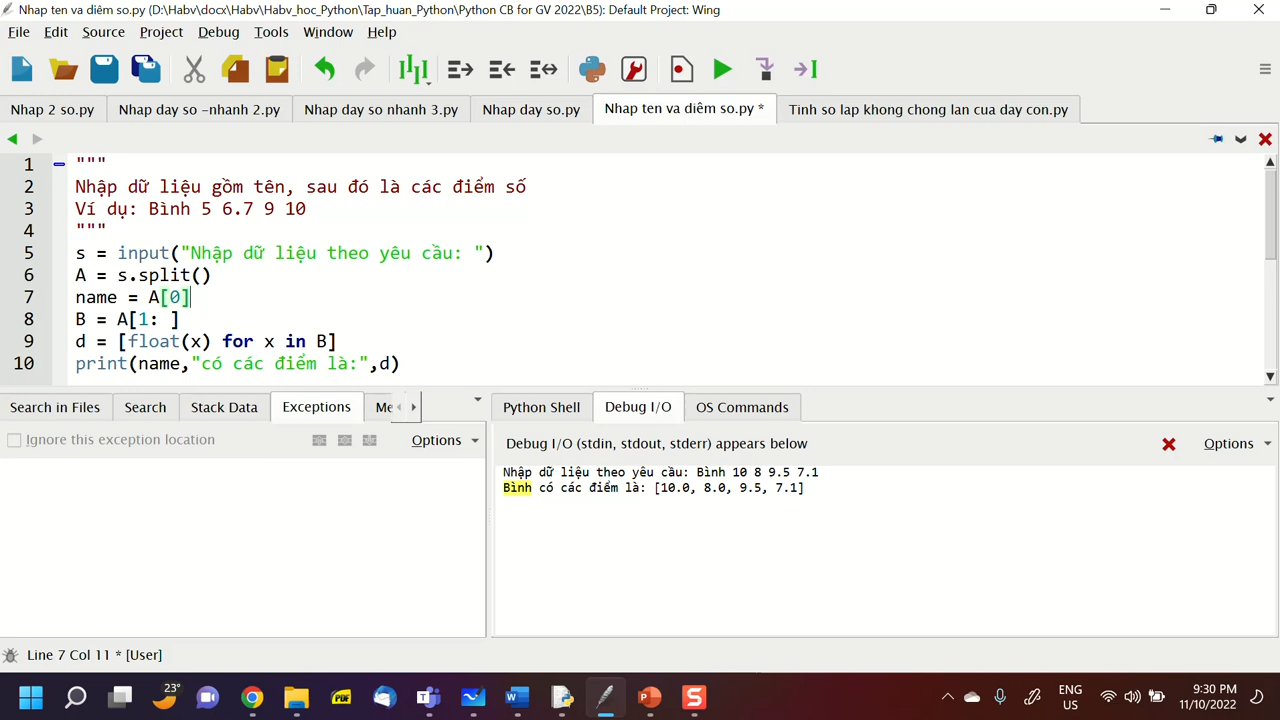 Nhap ten va diêm so.py (D:\Habv\docx\Habv\Habv_hoc_Python\Tap_huan_Python\Python CB for GV 2022\B5): Default Project: Wing
File Edit Source Project Debug Tools Window Help
Nhap 2 so.py Nhap day so -nhanh 2.py Nhap day so nhanh 3.py Nhap day so.py Nhap ten va diêm so.py * Tinh so lap khong chong lan cua day con.py
1 """
2 Nhập dữ liệu gồm tên, sau đó là các điểm số
3 Ví dụ: Bình 5 6.7 9 10
4 """
5 s = input("Nhập dữ liệu theo yêu cầu: ")
6 A = s.split()
7 name = A[0]
8 B = A[1: ]
9 d = [float(x) for x in B]
10 print(name,"có các điểm là:",d)
Search in Files Search Stack Data Exceptions Me Python Shell Debug I/O OS Commands
Ignore this exception location Options Debug I/O (stdin, stdout, stderr) appears below Options
Nhập dữ liệu theo yêu cầu: Bình 10 8 9.5 7.1
Bình có các điểm là: [10.0, 8.0, 9.5, 7.1]
Line 7 Col 11 * [User]
23° PDF S ENG 9:30 PM
US 11/10/2022